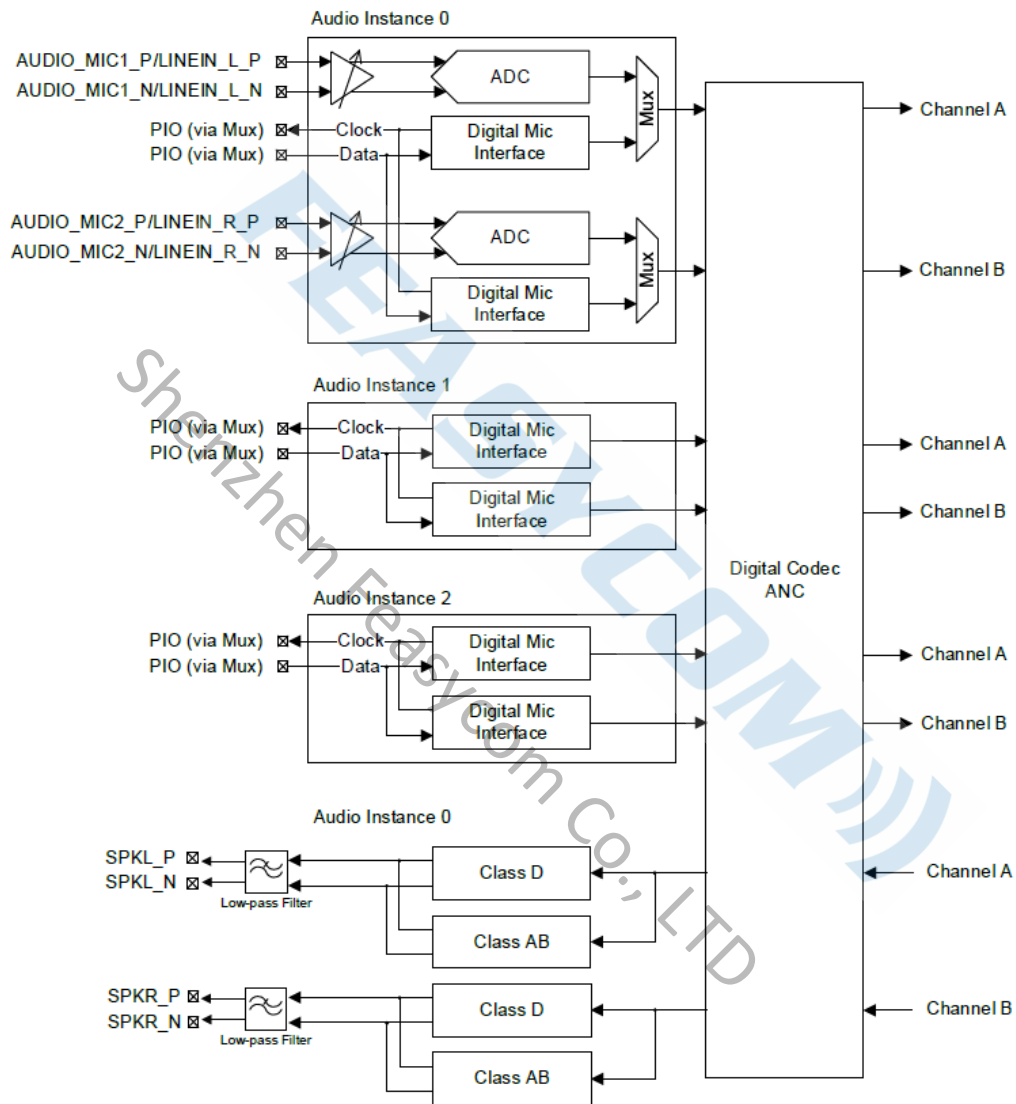 Audio Instance 0
AUDIO_MIC1_P/LINEIN_L_P
AUDIO_MIC1_N/LINEIN_L_N
ADC
Mux
Channel A
PIO (via Mux)
Clock
PIO (via Mux)
Data
Digital Mic
Interface
AUDIO_MIC2_P/LINEIN_R_P
AUDIO_MIC2_N/LINEIN_R_N
ADC
Mux
Channel B
Digital Mic
Interface
Audio Instance 1
PIO (via Mux)
Clock
PIO (via Mux)
Data
Digital Mic
Interface
Channel A
Digital Mic
Interface
Channel B
Digital Codec
ANC
Audio Instance 2
PIO (via Mux)
Clock
PIO (via Mux)
Data
Digital Mic
Interface
Channel A
Digital Mic
Interface
Channel B
Audio Instance 0
SPKL_P
SPKL_N
Low-pass Filter
Class D
Channel A
Class AB
SPKR_P
SPKR_N
Low-pass Filter
Class D
Channel B
Class AB
FEASYCOM
Shenzhen Feasycom Co., LTD